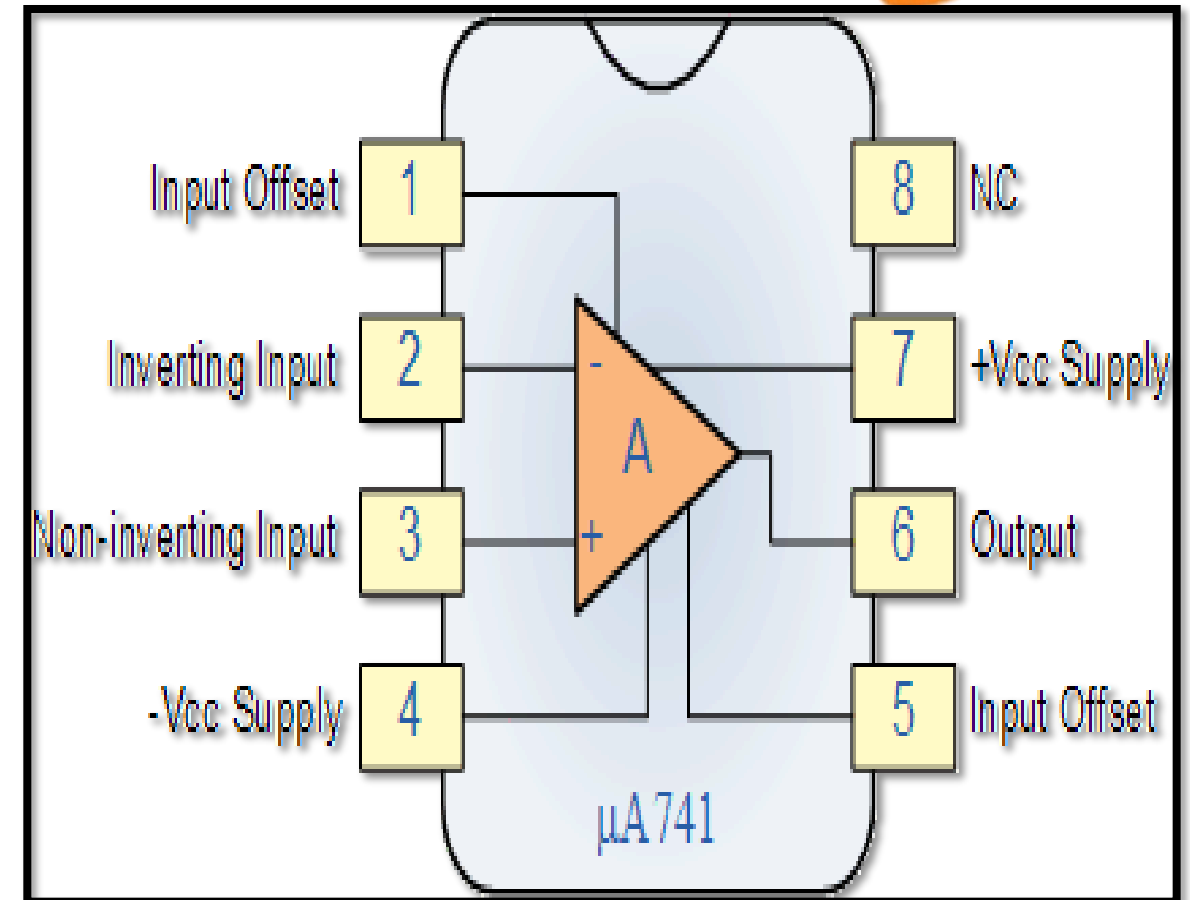 Input Offset 1 8 NC
Inverting Input 2 - 7 +Vcc Supply
A
Non-inverting Input 3 + 6 Output
-Vcc Supply 4 5 Input Offset
µA741